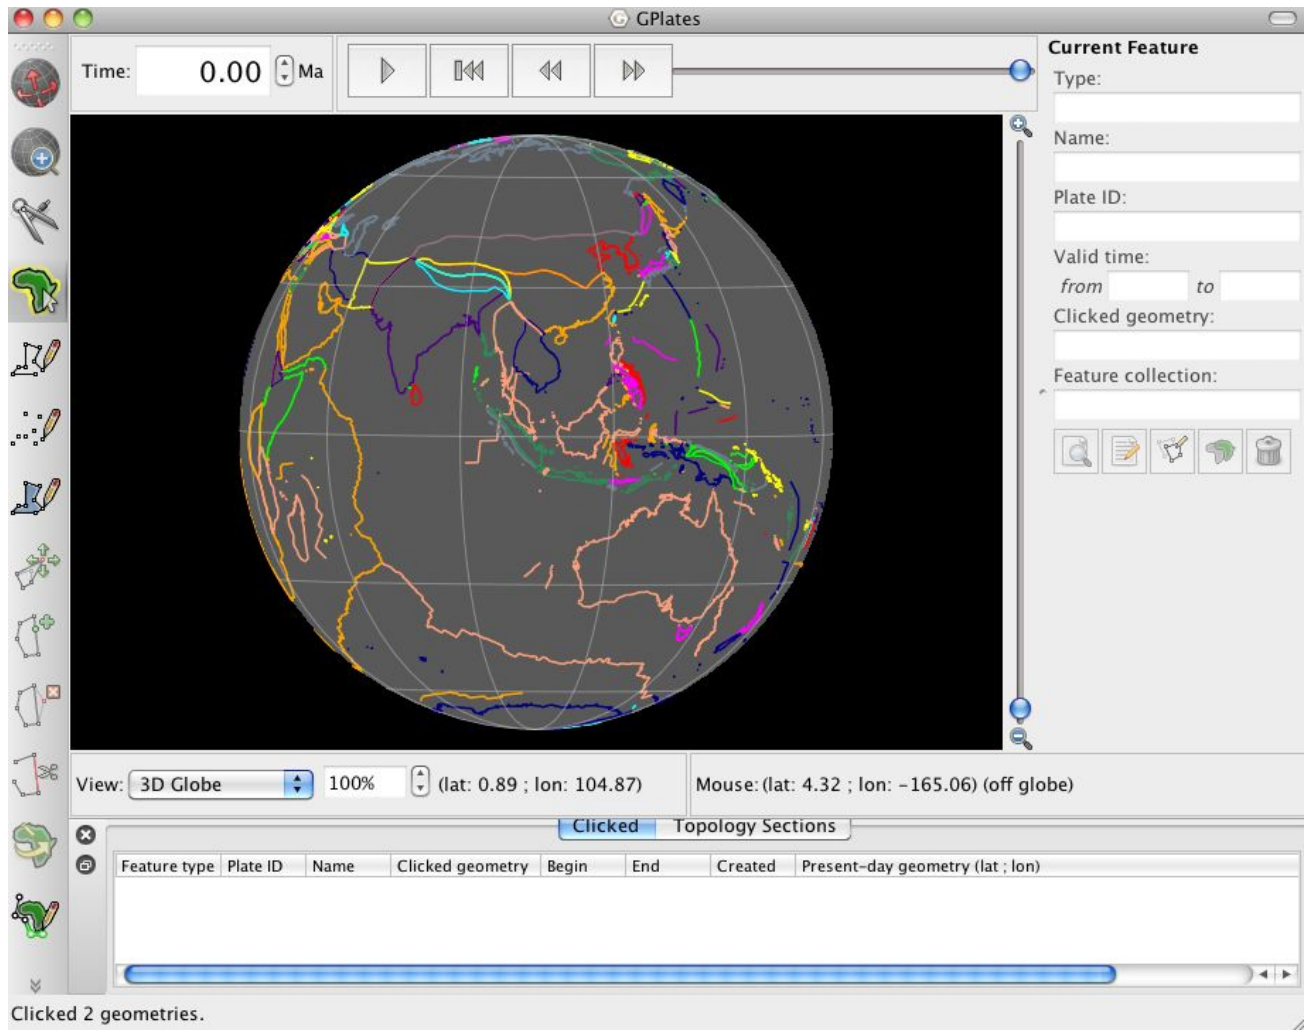 GPlates
Time: 0.00 Ma
Current Feature
Type:
Name:
Plate ID:
Valid time:
from to
Clicked geometry:
Feature collection:
View: 3D Globe 100% (lat: 0.89 ; lon: 104.87) Mouse: (lat: 4.32 ; lon: -165.06) (off globe)
Clicked Topology Sections
Feature type Plate ID Name Clicked geometry Begin End Created Present-day geometry (lat ; lon)
Clicked 2 geometries.